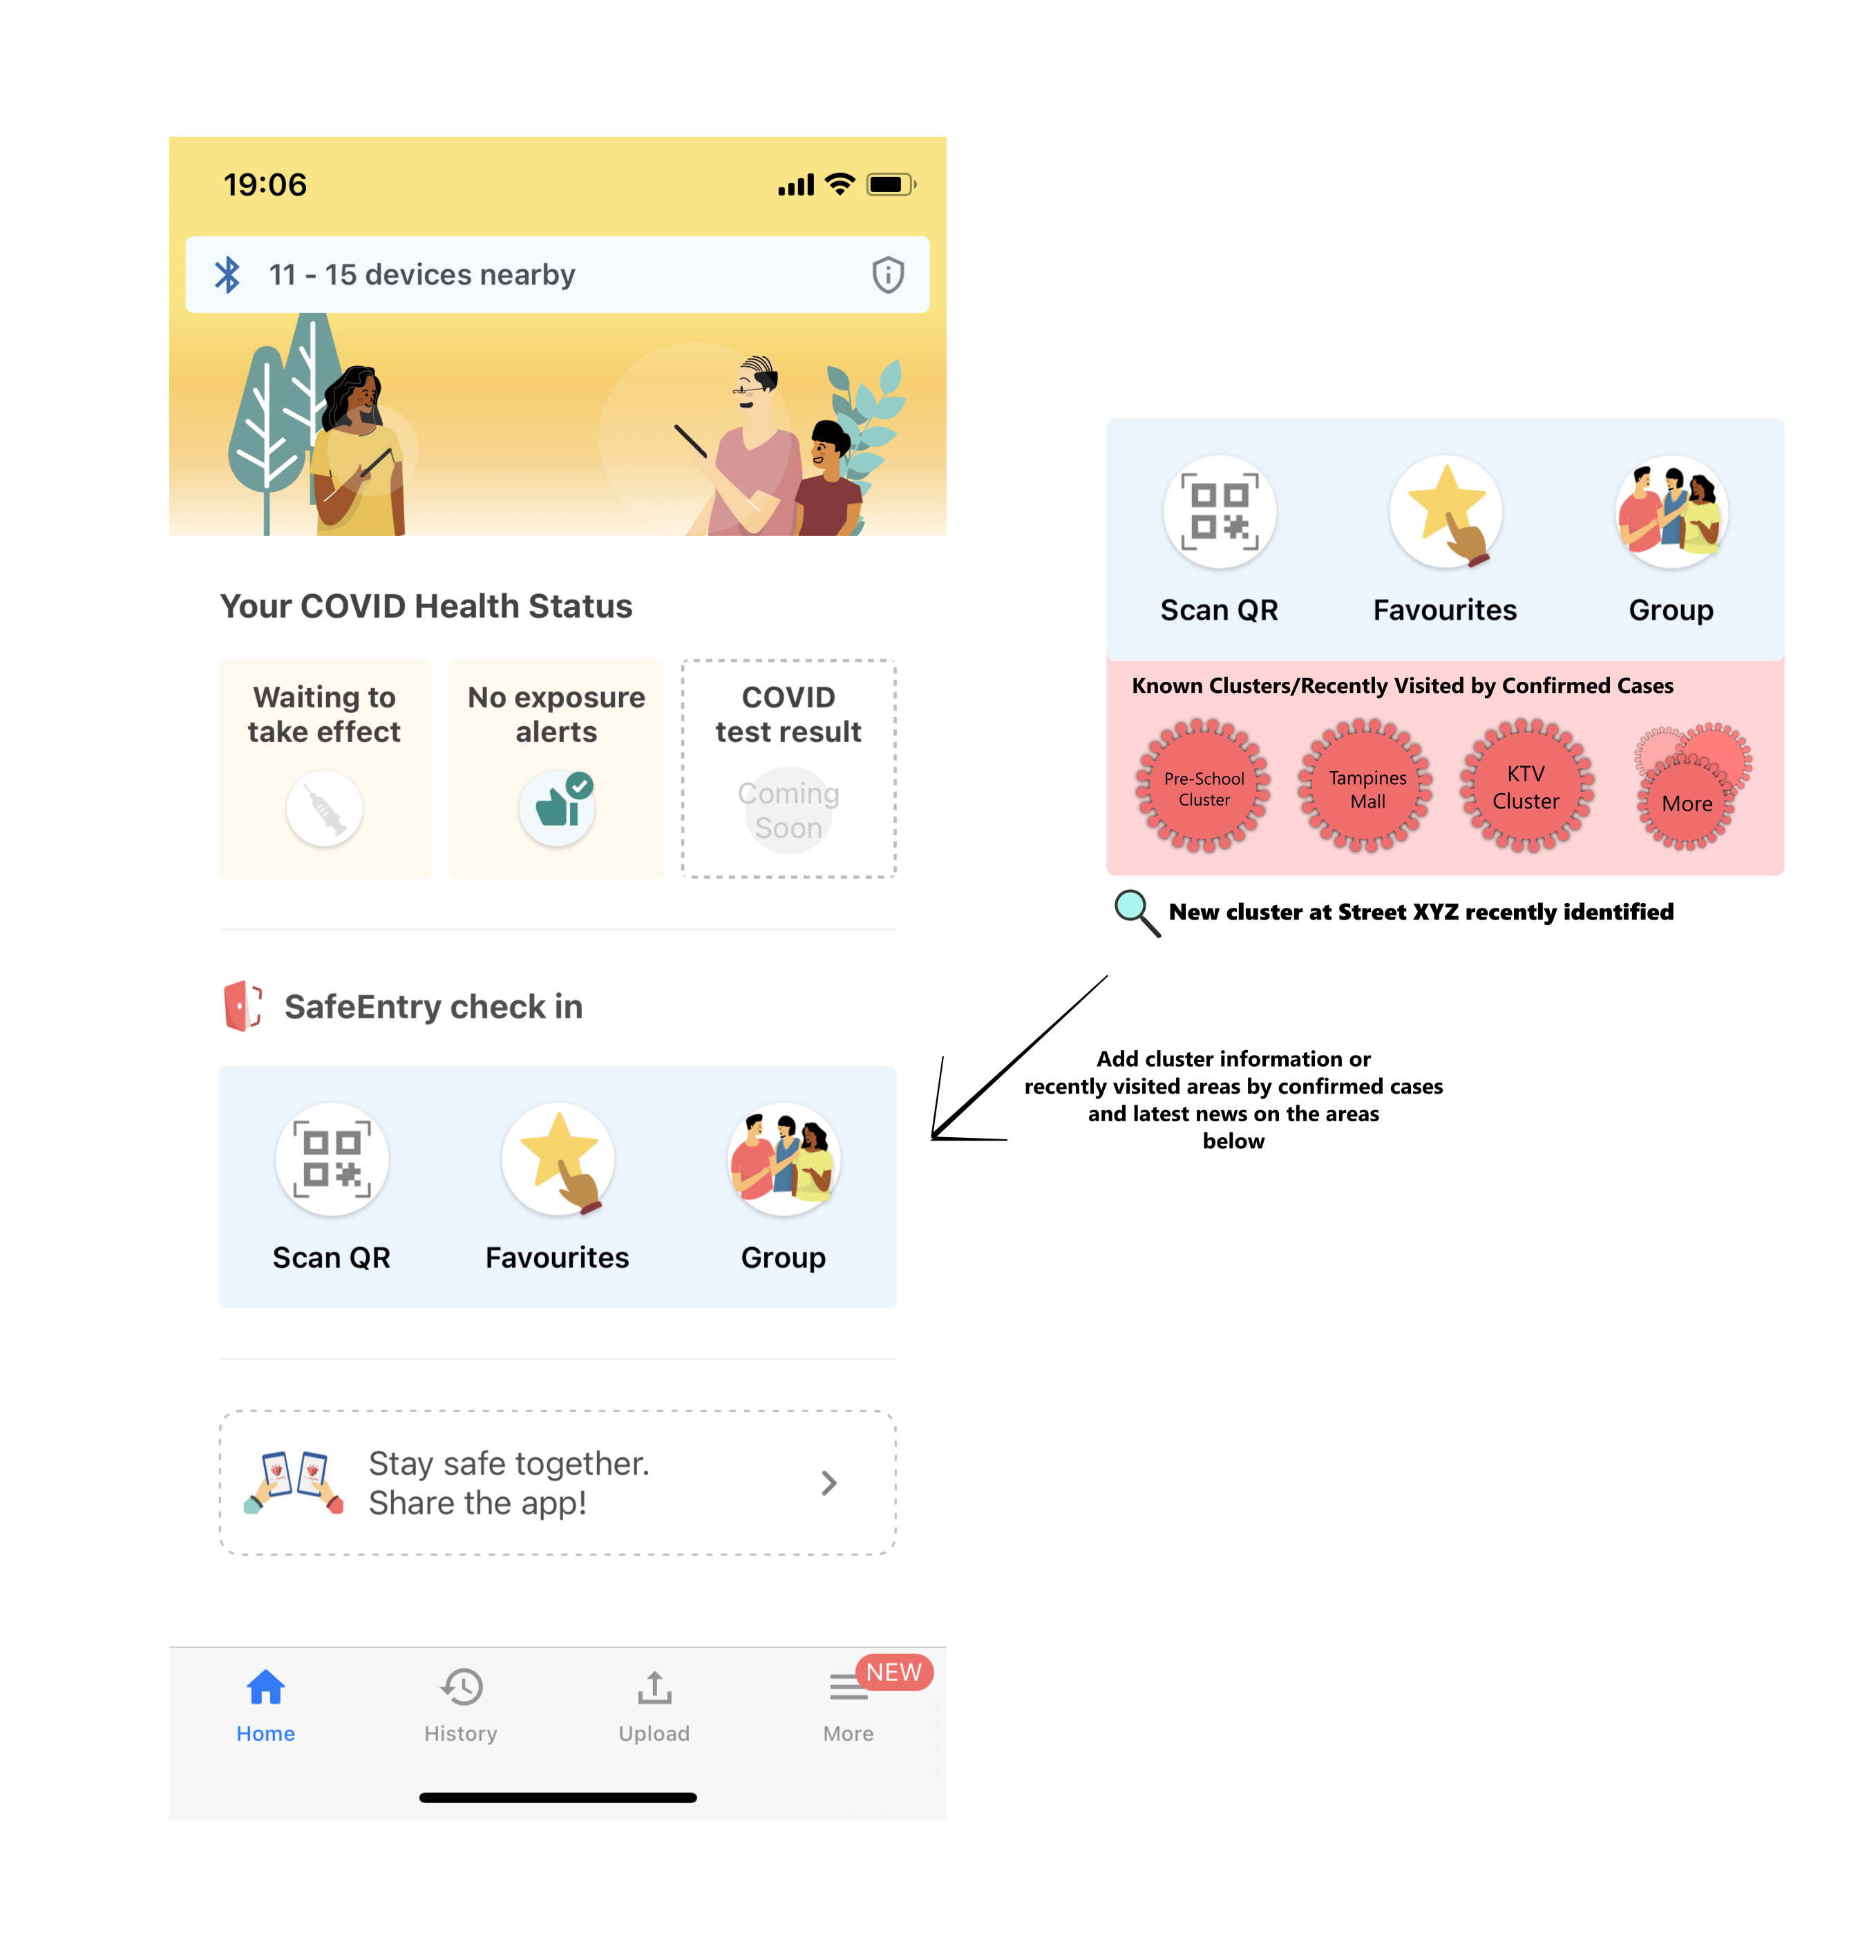 19:06
11 - 15 devices nearby
Your COVID Health Status
Waiting to
take effect
No exposure
alerts
COVID
test result
Coming
Soon
SafeEntry check in
Scan QR
Favourites
Group
Stay safe together.
Share the app!
Home
History
Upload
More
NEW
Scan QR
Favourites
Group
Known Clusters/Recently Visited by Confirmed Cases
Pre-School
Cluster
Tampines
Mall
KTV
Cluster
More
New cluster at Street XYZ recently identified
Add cluster information or
recently visited areas by confirmed cases
and latest news on the areas
below